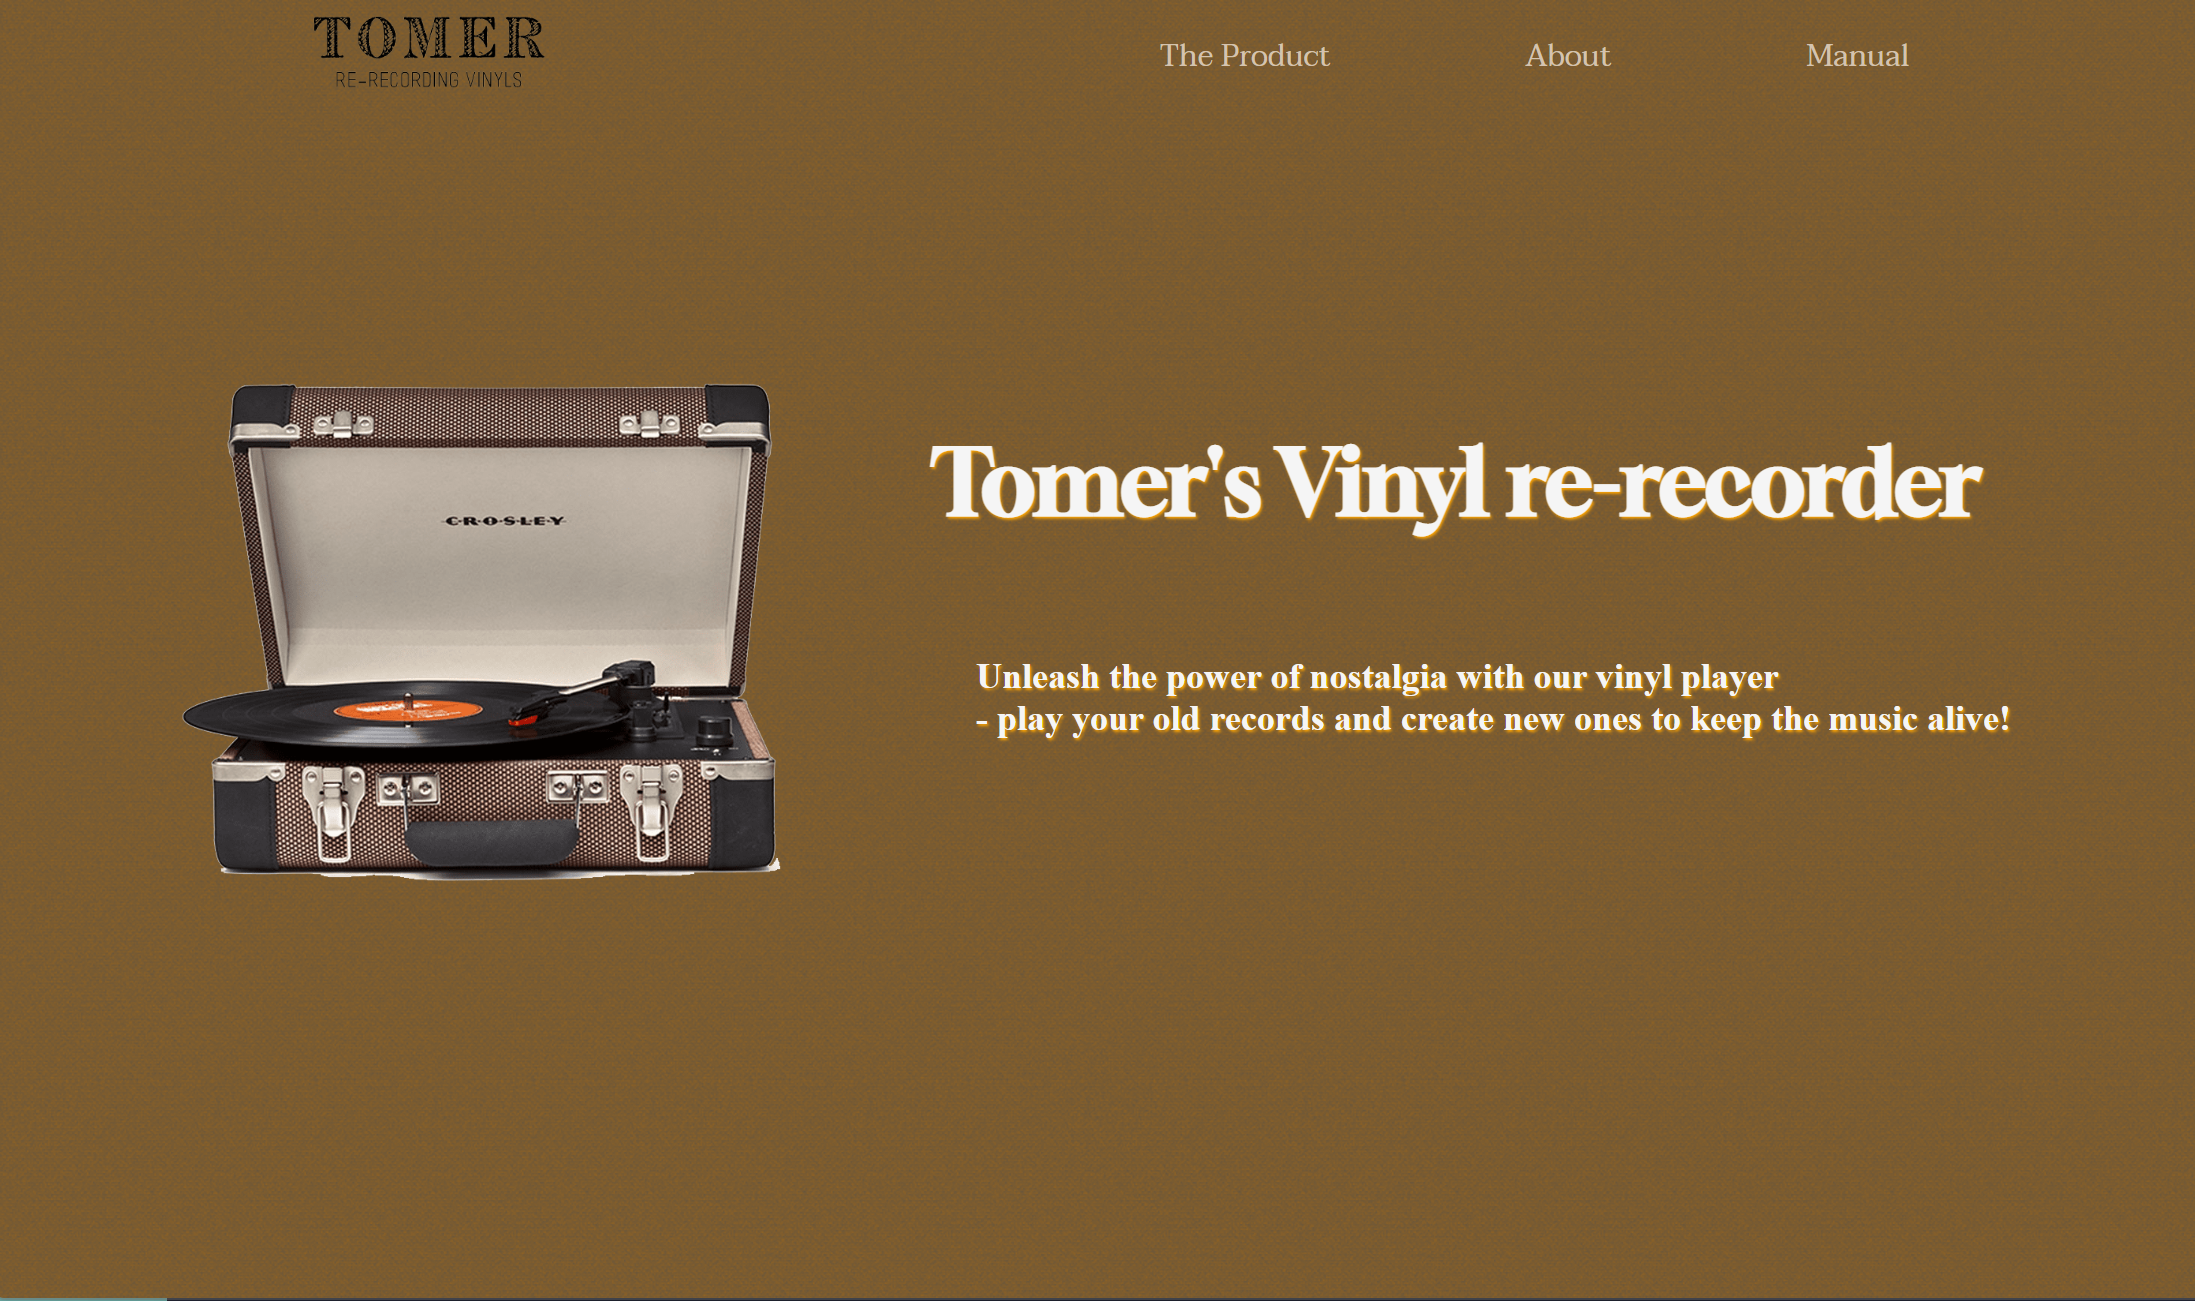 TOMER
RE-RECORDING VINYLS
The Product
About
Manual
CROSLEY
Tomer's Vinyl re-recorder
Unleash the power of nostalgia with our vinyl player
- play your old records and create new ones to keep the music alive!